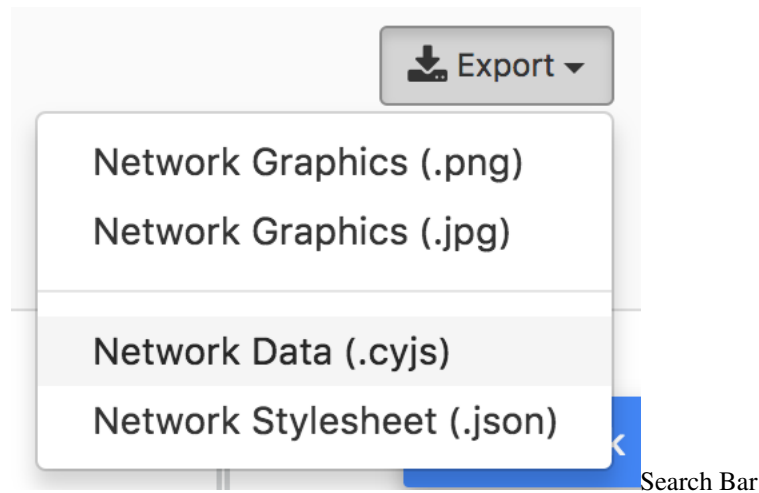 Export
Network Graphics (.png)
Network Graphics (.jpg)
Network Data (.cyjs)
Network Stylesheet (.json)
Search Bar